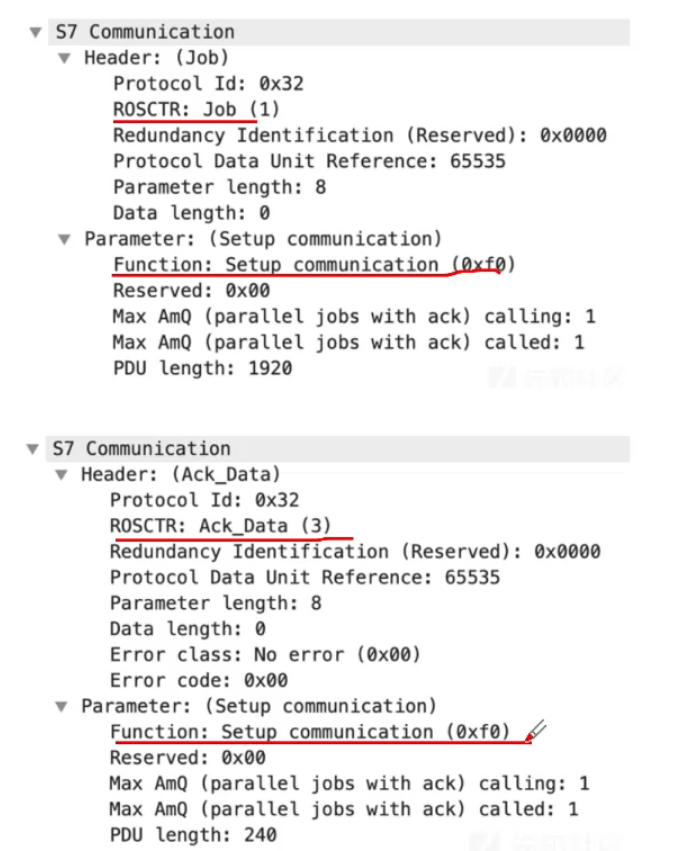 S7 Communication
Header: (Job)
Protocol Id: 0x32
ROSCTR: Job (1)
Redundancy Identification (Reserved): 0x0000
Protocol Data Unit Reference: 65535
Parameter length: 8
Data length: 0
Parameter: (Setup communication)
Function: Setup communication (0xf0)
Reserved: 0x00
Max AmQ (parallel jobs with ack) calling: 1
Max AmQ (parallel jobs with ack) called: 1
PDU length: 1920
S7 Communication
Header: (Ack_Data)
Protocol Id: 0x32
ROSCTR: Ack_Data (3)
Redundancy Identification (Reserved): 0x0000
Protocol Data Unit Reference: 65535
Parameter length: 8
Data length: 0
Error class: No error (0x00)
Error code: 0x00
Parameter: (Setup communication)
Function: Setup communication (0xf0)
Reserved: 0x00
Max AmQ (parallel jobs with ack) calling: 1
Max AmQ (parallel jobs with ack) called: 1
PDU length: 240